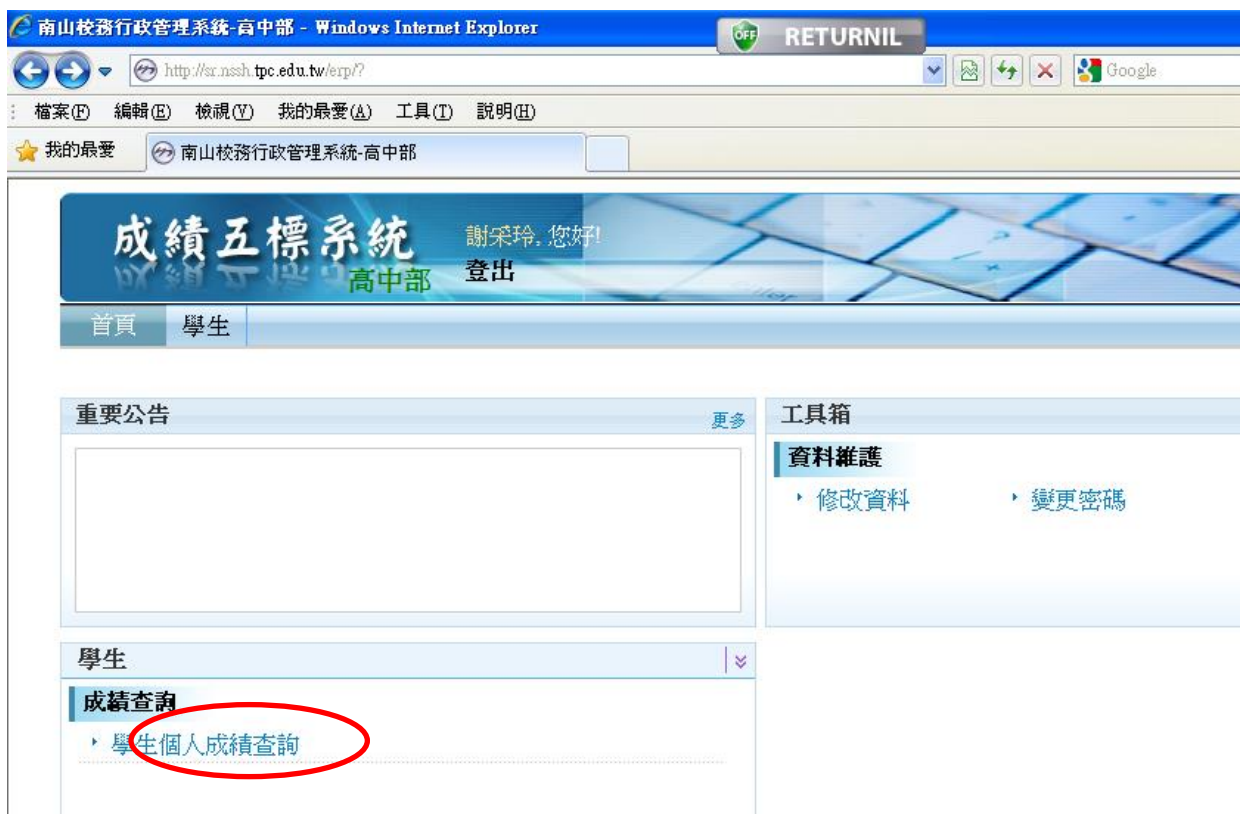 南山校務行政管理系統-高中部 - Windows Internet Explorer
OFF RETURNIL
http://sr.nssh.tpc.edu.tw/erp/?
Google
檔案(F) 編輯(E) 檢視(V) 我的最愛(A) 工具(T) 說明(H)
我的最愛 南山校務行政管理系統-高中部
成績五標系統 謝采玲, 您好!
高中部 登出
首頁 學生
重要公告 更多 工具箱
資料維護
修改資料 變更密碼
學生
成績查詢
學生個人成績查詢